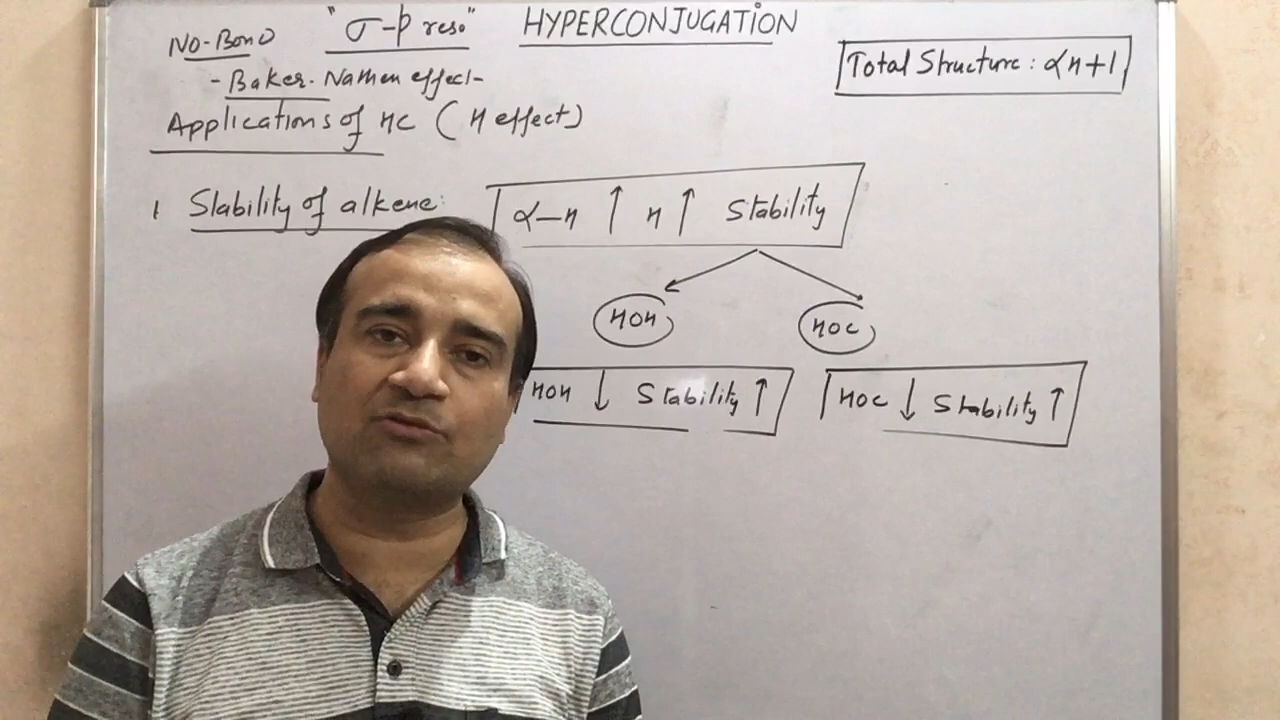 No-Bond "σ-p reso" HYPERCONJUGATION
- Baker-Nathen effect-
Total Structure : αH+1
Applications of HC ( H effect)
1 Stability of alkene: α-H ↑ H ↑ Stability
HOH HOC
HOH ↓ Stability ↑ HOC ↓ Stability ↑